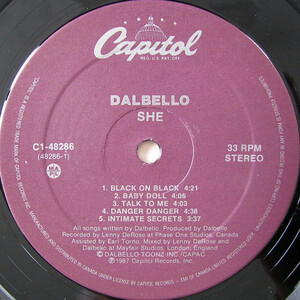 Capitol
REG. U.S. PAT. OFF.
DALBELLO
SHE
C1-48286
(48286-1)
33 RPM
STEREO
1. BLACK ON BLACK 4:21
2. BABY DOLL 4:06
3. TALK TO ME 4:03
4. DANGER DANGER 4:38
5. INTIMATE SECRETS 3:37
All songs written by Dalbello. Produced by Dalbello.
Recorded by Lenny DeRose at Phase One Studios, Canada.
Assisted by Earl Torno. Mixed by Lenny DeRose and
Dalbello at Mayfair Studios, London, England.
© DALBELLO TOONZ INC./CAPAC
℗1987 Capitol Records, Inc.